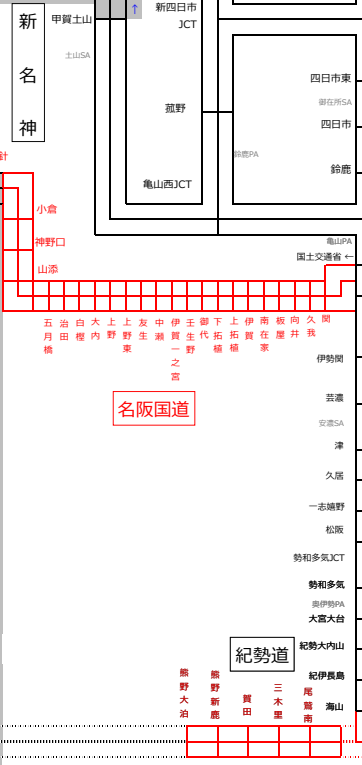 新名神
甲賀土山
↑
新四日市
JCT
土山SA
菰野
四日市東
御在所SA
四日市
鈴鹿PA
鈴鹿
亀山西JCT
小倉
神野口
山添
亀山PA
国土交通省 ←
五月橋
治田
白樫
大内
上野
上野東
友生
中瀬
伊賀一之宮
壬生野
御代
下拓植
上拓植
伊賀
南在家
板屋
向井
久我
関
伊勢関
名阪国道
芸濃
安濃SA
津
久居
一志嬉野
松阪
勢和多気JCT
勢和多気
奥伊勢PA
大宮大台
紀勢道
紀勢大内山
紀伊長島
海山
熊野大泊
熊野新鹿
賀田
三木里
尾鷲南